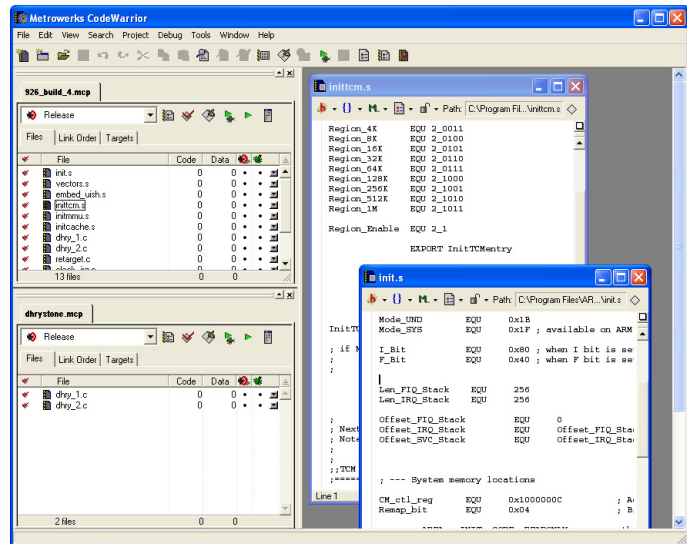 Metrowerks CodeWarrior
File Edit View Search Project Debug Tools Window Help
926_build_4.mcp
Release
Files Link Order Targets
File Code Data
init.s 0 0
vectors.s 0 0
embed_uish.s 0 0
inittcm.s 0 0
initmmu.s 0 0
initcache.s 0 0
dhry_1.c 0 0
dhry_2.c 0 0
retarget.c 0 0
13 files 0 0
dhrystone.mcp
Release
Files Link Order Targets
File Code Data
dhry_1.c 0 0
dhry_2.c 0 0
2 files 0 0
inittcm.s
Path: C:\Program Fil...\inittcm.s
Region_4K EQU 2_0011
Region_8K EQU 2_0100
Region_16K EQU 2_0101
Region_32K EQU 2_0110
Region_64K EQU 2_0111
Region_128K EQU 2_1000
Region_256K EQU 2_1001
Region_512K EQU 2_1010
Region_1M EQU 2_1011
Region_Enable EQU 2_1
EXPORT InitTCMentry
InitTC
; if M
;
;
;
; Next
; Note
;
;
;;TCM
;=====
Line 1
init.s
Path: C:\Program Files\AR...\init.s
Mode_UND EQU 0x1B
Mode_SYS EQU 0x1F ; available on ARM
I_Bit EQU 0x80 ; when I bit is se
F_Bit EQU 0x40 ; when F bit is se
Len_FIQ_Stack EQU 256
Len_IRQ_Stack EQU 256
Offset_FIQ_Stack EQU 0
Offset_IRQ_Stack EQU Offset_FIQ_Sta
Offset_SVC_Stack EQU Offset_IRQ_Sta
; --- System memory locations
CM_ctl_reg EQU 0x1000000C ; A
Remap_bit EQU 0x04 ; B